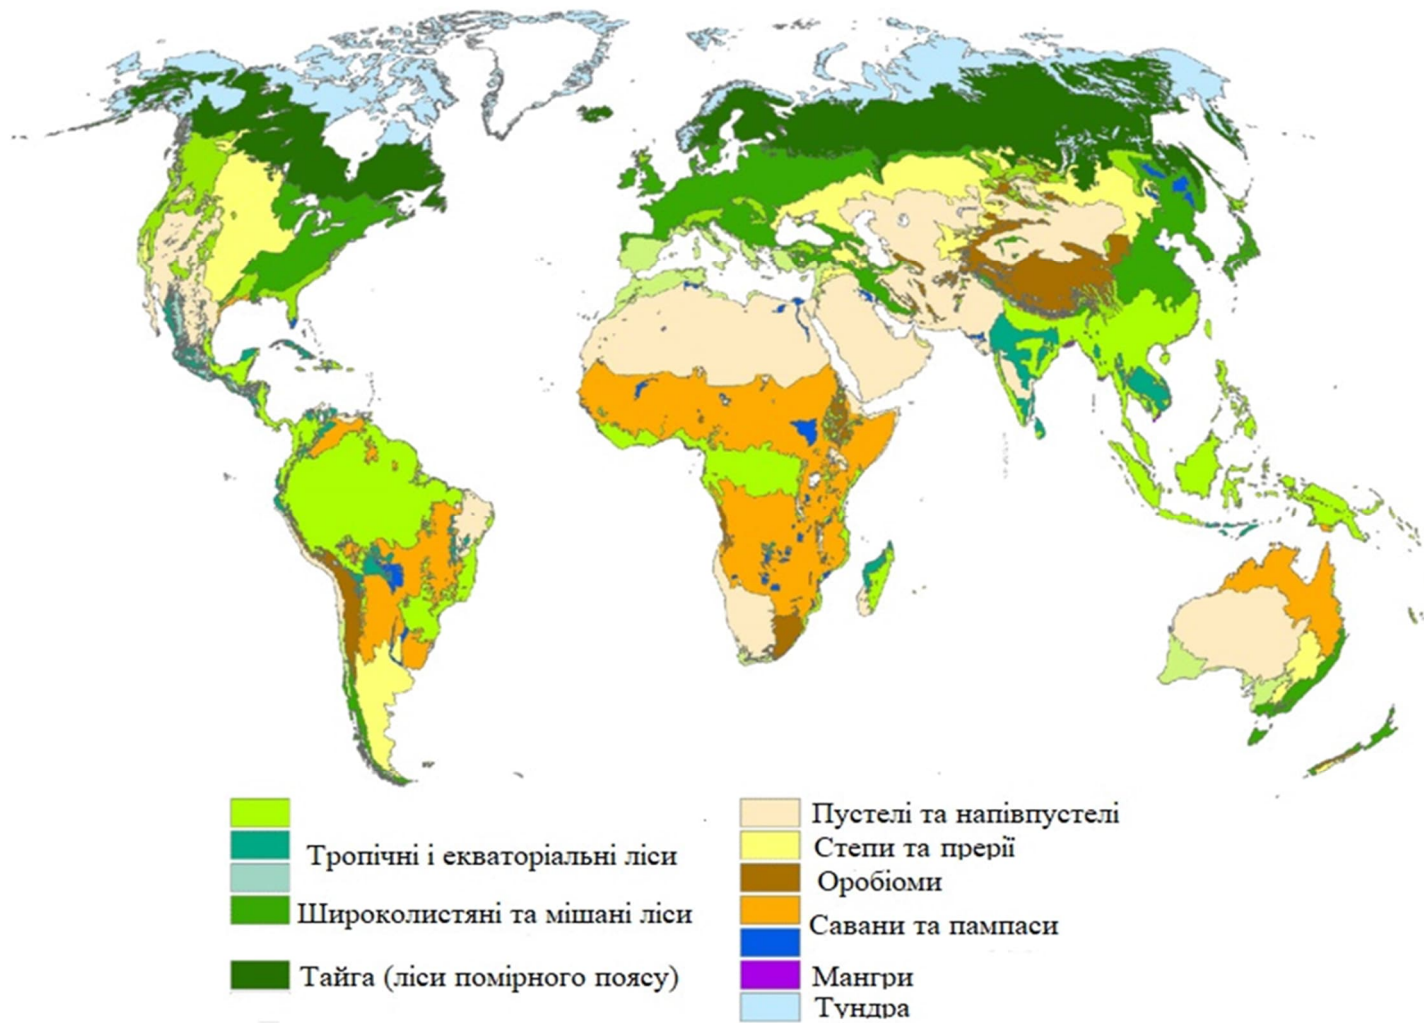 Тропічні і екваторіальні ліси
Широколистяні та мішані ліси
Тайга (ліси помірного поясу)
Пустелі та напівпустелі
Степи та прерії
Оробіоми
Савани та пампаси
Мангри
Тундра